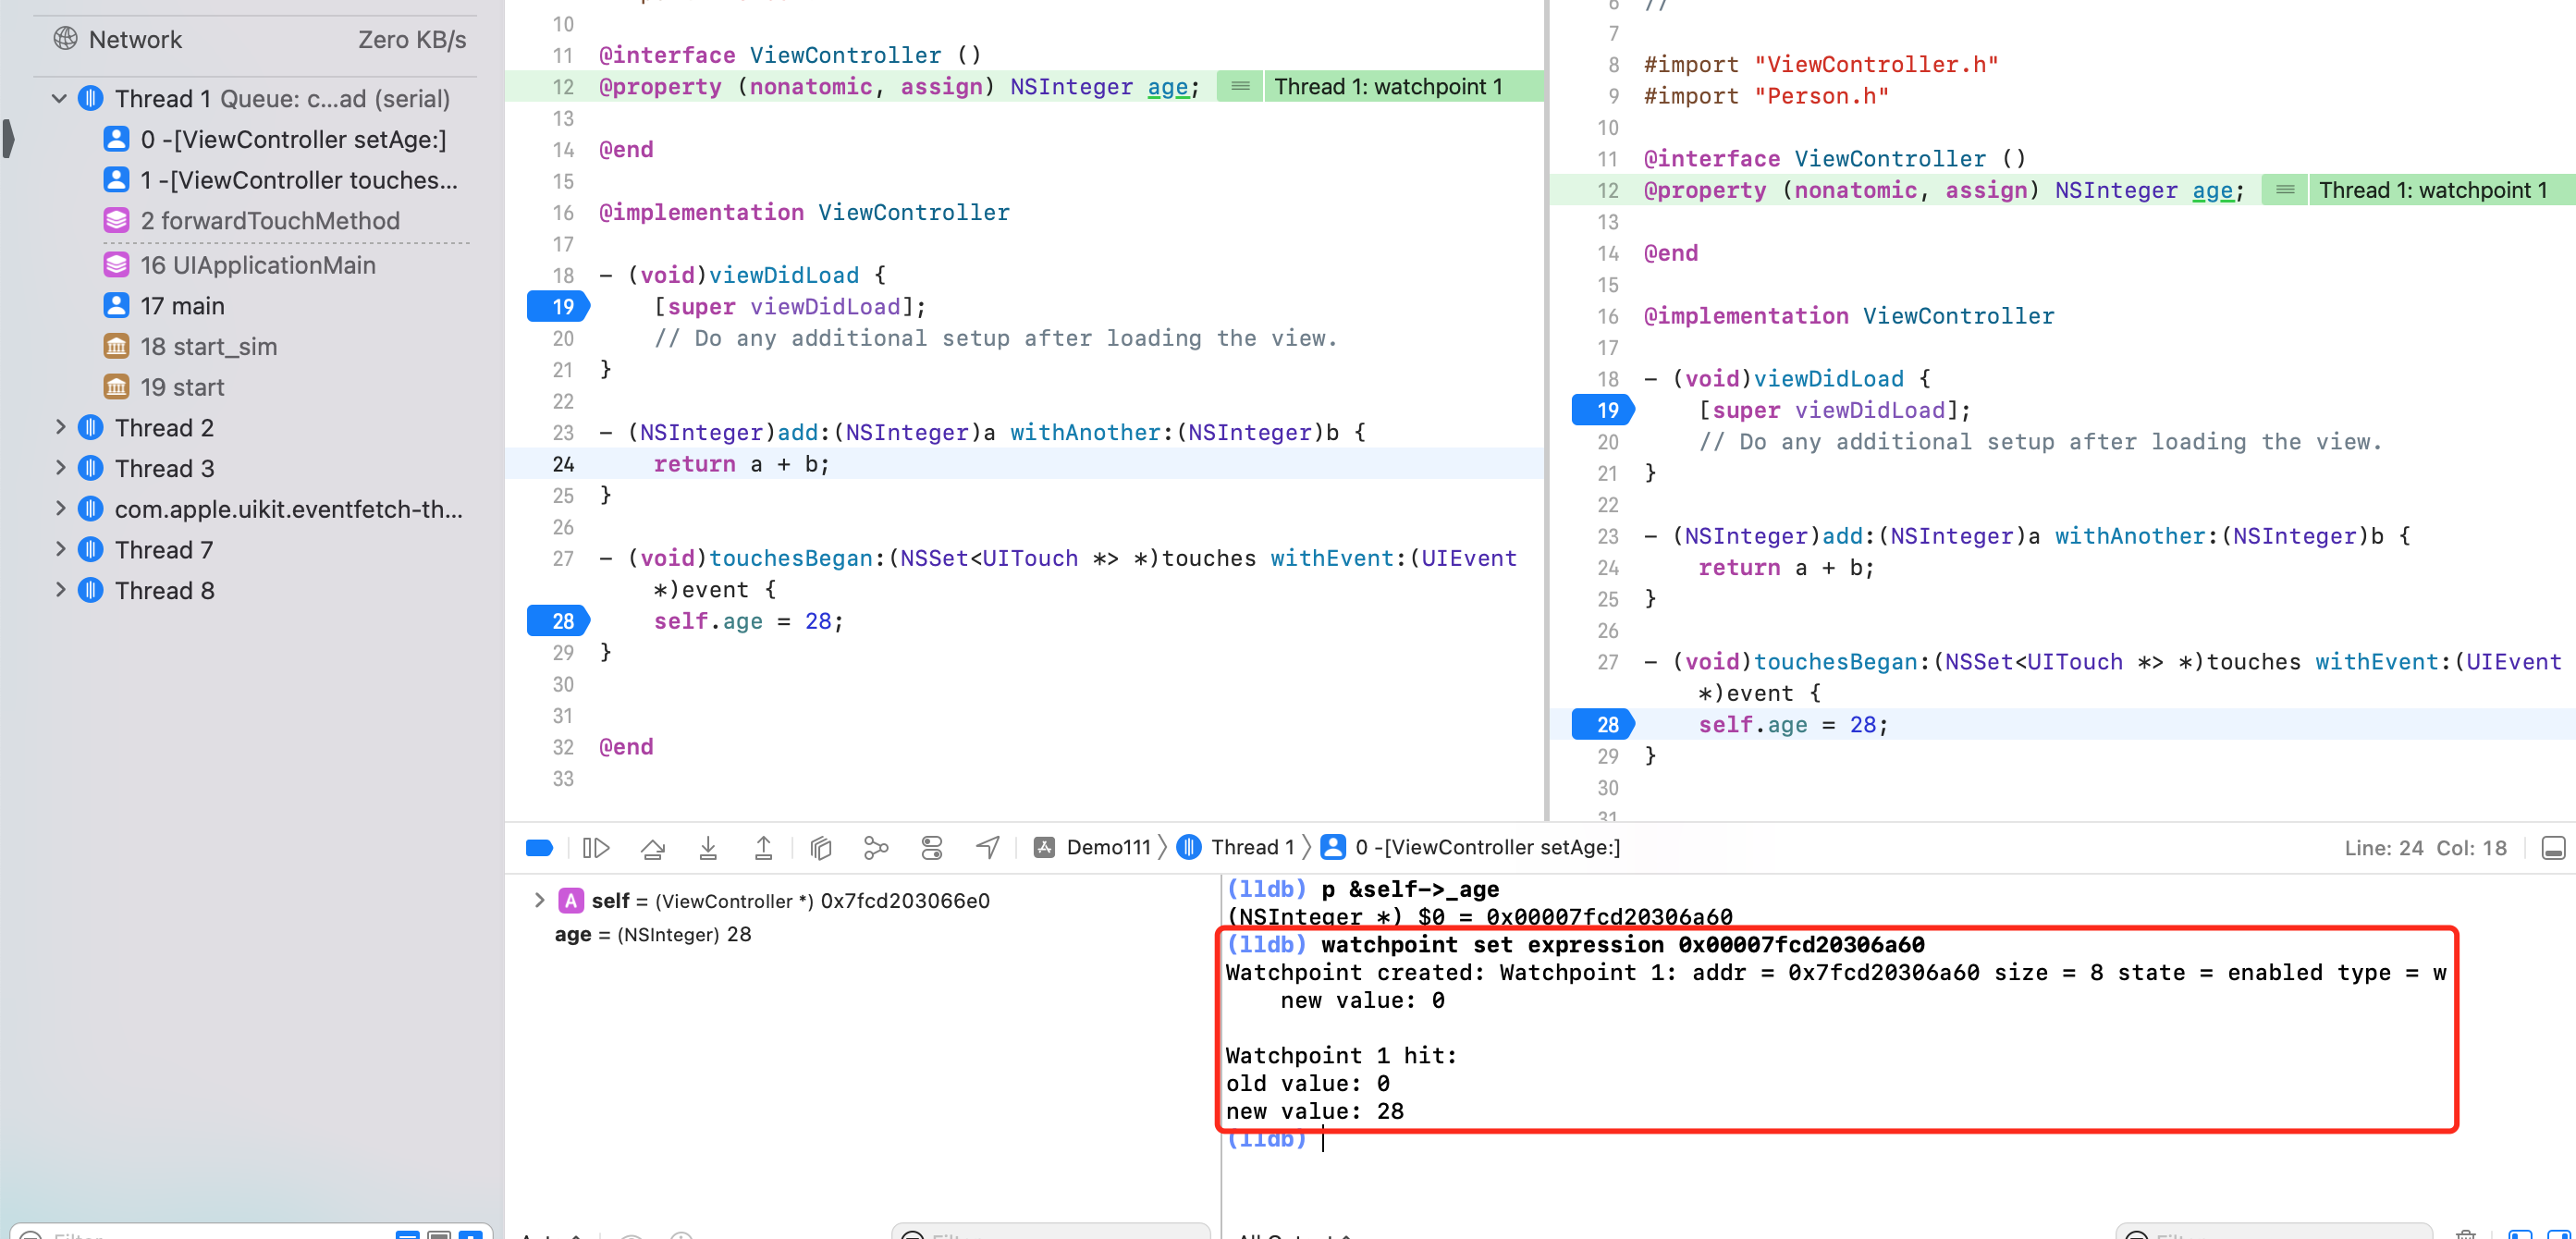 Network Zero KB/s
Thread 1 Queue: c...ad (serial)
0 -[ViewController setAge:]
1 -[ViewController touches...
2 forwardTouchMethod
16 UIApplicationMain
17 main
18 start_sim
19 start
Thread 2
Thread 3
com.apple.uikit.eventfetch-th...
Thread 7
Thread 8
10
11 @interface ViewController ()
12 @property (nonatomic, assign) NSInteger age; Thread 1: watchpoint 1
13
14 @end
15
16 @implementation ViewController
17
18 - (void)viewDidLoad {
19 [super viewDidLoad];
20 // Do any additional setup after loading the view.
21 }
22
23 - (NSInteger)add:(NSInteger)a withAnother:(NSInteger)b {
24 return a + b;
25 }
26
27 - (void)touchesBegan:(NSSet<UITouch *> *)touches withEvent:(UIEvent
*)event {
28 self.age = 28;
29 }
30
31
32 @end
33
6 //
7
8 #import "ViewController.h"
9 #import "Person.h"
10
11 @interface ViewController ()
12 @property (nonatomic, assign) NSInteger age; Thread 1: watchpoint 1
13
14 @end
15
16 @implementation ViewController
17
18 - (void)viewDidLoad {
19 [super viewDidLoad];
20 // Do any additional setup after loading the view.
21 }
22
23 - (NSInteger)add:(NSInteger)a withAnother:(NSInteger)b {
24 return a + b;
25 }
26
27 - (void)touchesBegan:(NSSet<UITouch *> *)touches withEvent:(UIEvent
*)event {
28 self.age = 28;
29 }
30
31
Demo111 Thread 1 0 -[ViewController setAge:] Line: 24 Col: 18
A self = (ViewController *) 0x7fcd203066e0
age = (NSInteger) 28
(lldb) p &self->_age
(NSInteger *) $0 = 0x00007fcd20306a60
(lldb) watchpoint set expression 0x00007fcd20306a60
Watchpoint created: Watchpoint 1: addr = 0x7fcd20306a60 size = 8 state = enabled type = w
new value: 0
Watchpoint 1 hit:
old value: 0
new value: 28
(lldb)